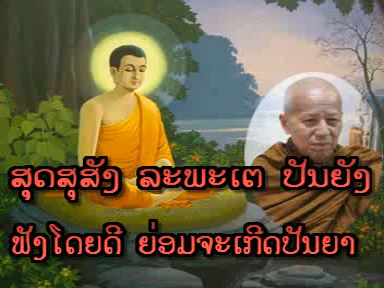 ສຸດສຸສັງ ລະພະເຕ ປັນຍັງ
ຟັງໂດຍດີ ຍ່ອມຈະເກີດປັນຍາ